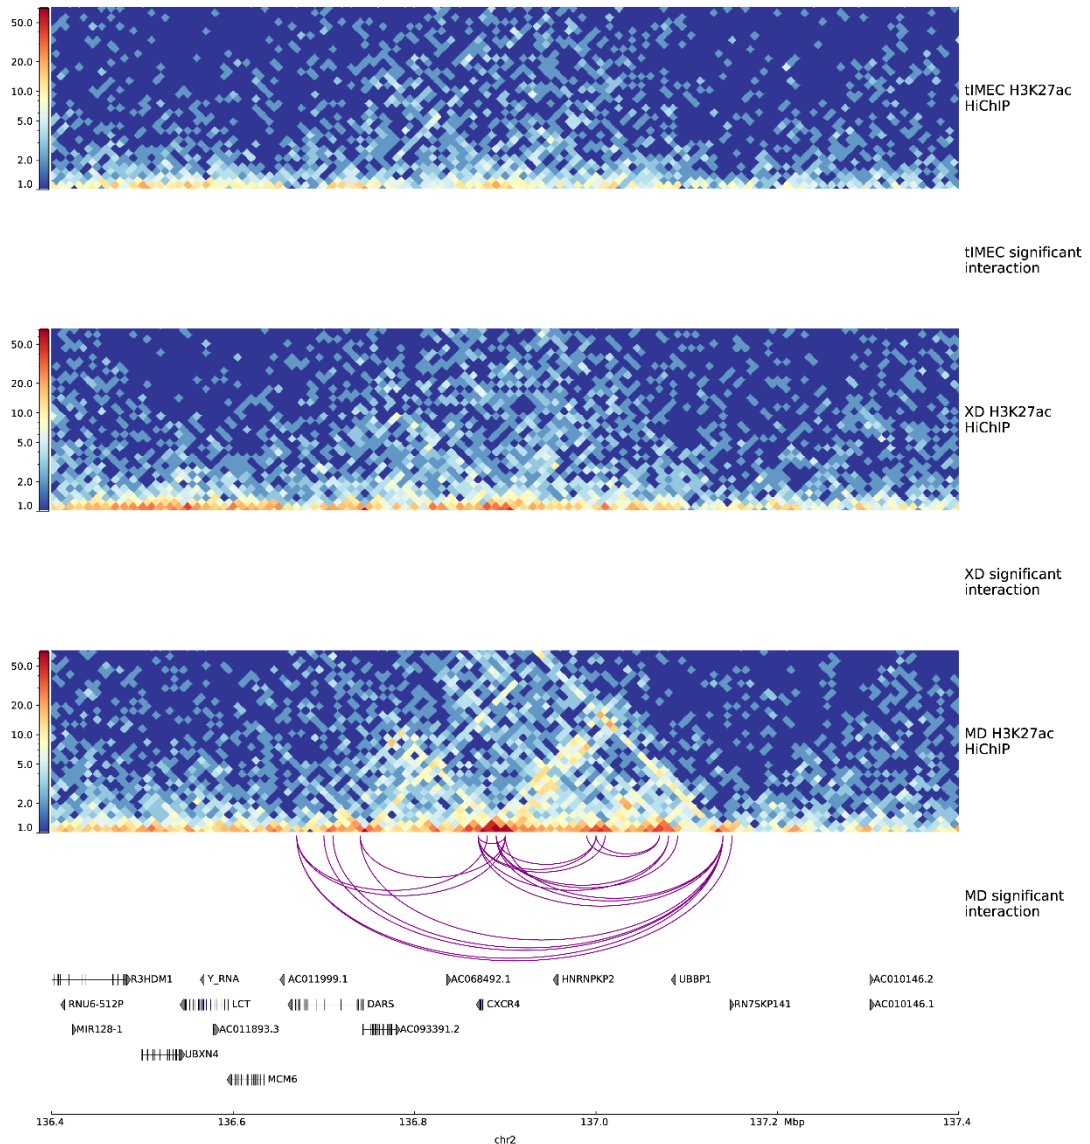 50.0
20.0
10.0
5.0
2.0
1.0
tIMEC H3K27ac
HiChIP
tIMEC significant
interaction
50.0
20.0
10.0
5.0
2.0
1.0
XD H3K27ac
HiChIP
XD significant
interaction
50.0
20.0
10.0
5.0
2.0
1.0
MD H3K27ac
HiChIP
MD significant
interaction
R3HDM1 Y_RNA AC011999.1 AC068492.1 HNRNPKP2 UBBP1 AC010146.2
RNU6-512P LCT DARS CXCR4 RN7SKP141 AC010146.1
MIR128-1 AC011893.3 AC093391.2
UBXN4
MCM6
136.4 136.6 136.8 137.0 137.2 Mbp 137.4
chr2